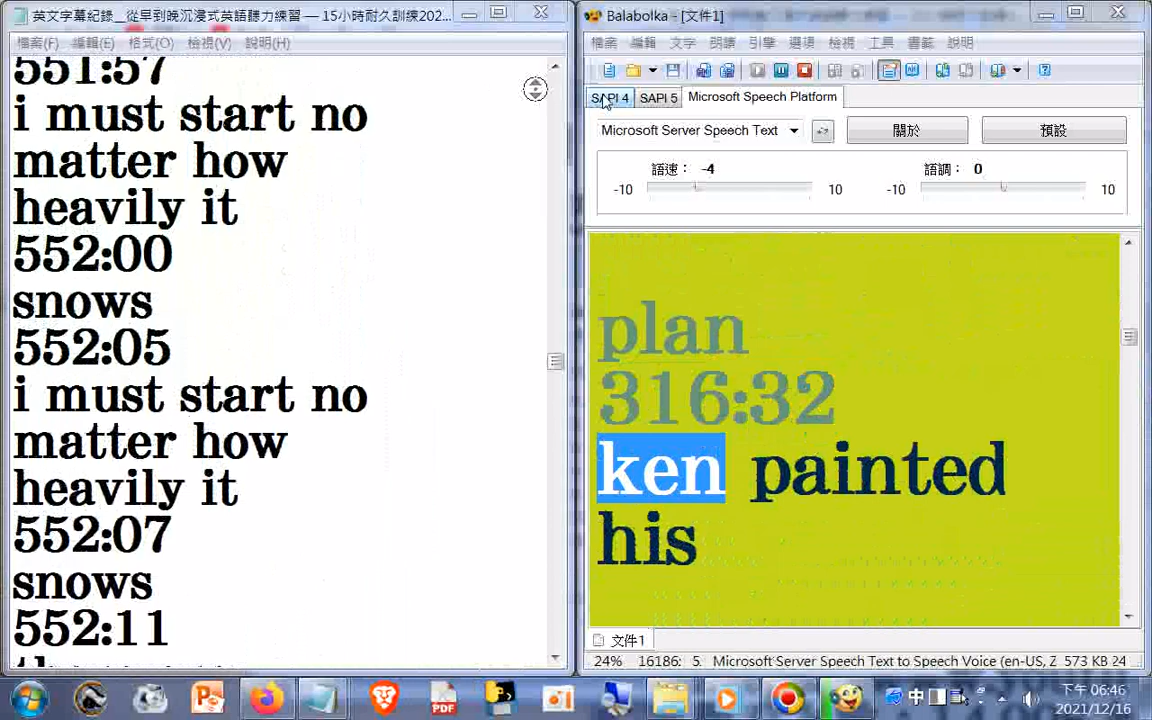 英文字幕紀錄__從早到晚沉浸式英語聽力練習 — 15小時耐久訓練202...
檔案(F) 編輯(E) 格式(O) 檢視(V) 說明(H)
551:57
i must start no
matter how
heavily it
552:00
snows
552:05
i must start no
matter how
heavily it
552:07
snows
552:11
Balabolka - [文件1]
檔案 編輯 文字 朗讀 引擎 選項 檢視 工具 書籤 說明
SAPI 4 SAPI 5 Microsoft Speech Platform
Microsoft Server Speech Text 關於 預設
語速： -4 語調： 0
-10 10 -10 10
plan
316:32
ken painted
his
文件1
24% 16186: 5. Microsoft Server Speech Text to Speech Voice (en-US, Z 573 KB 24
中 下午 06:46
2021/12/16